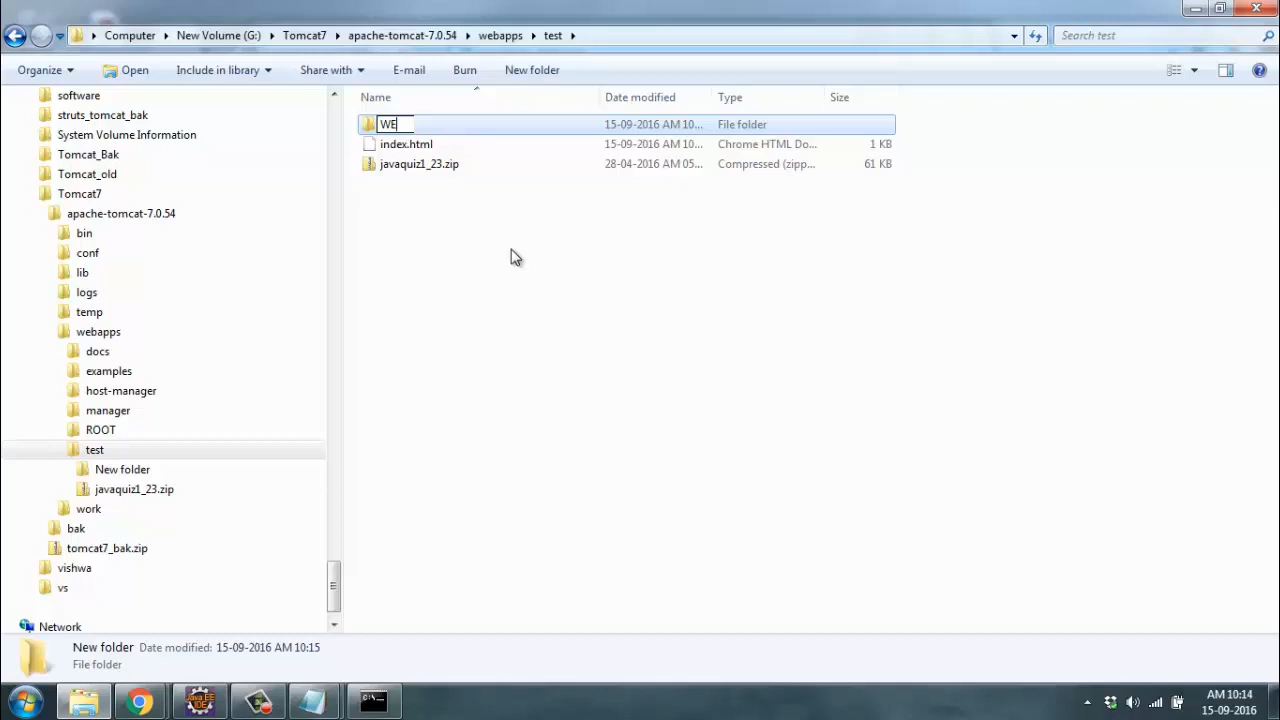 Computer New Volume (G:) Tomcat7 apache-tomcat-7.0.54 webapps test Search test
Organize Open Include in library Share with E-mail Burn New folder
software
struts_tomcat_bak
System Volume Information
Tomcat_Bak
Tomcat_old
Tomcat7
apache-tomcat-7.0.54
bin
conf
lib
logs
temp
webapps
docs
examples
host-manager
manager
ROOT
test
New folder
javaquiz1_23.zip
work
bak
tomcat7_bak.zip
vishwa
vs
Network
Name Date modified Type Size
WE 15-09-2016 AM 10... File folder
index.html 15-09-2016 AM 10... Chrome HTML Do... 1 KB
javaquiz1_23.zip 28-04-2016 AM 05... Compressed (zipp... 61 KB
New folder Date modified: 15-09-2016 AM 10:15
File folder
Java EE
IDE
C:\
AM 10:14
15-09-2016